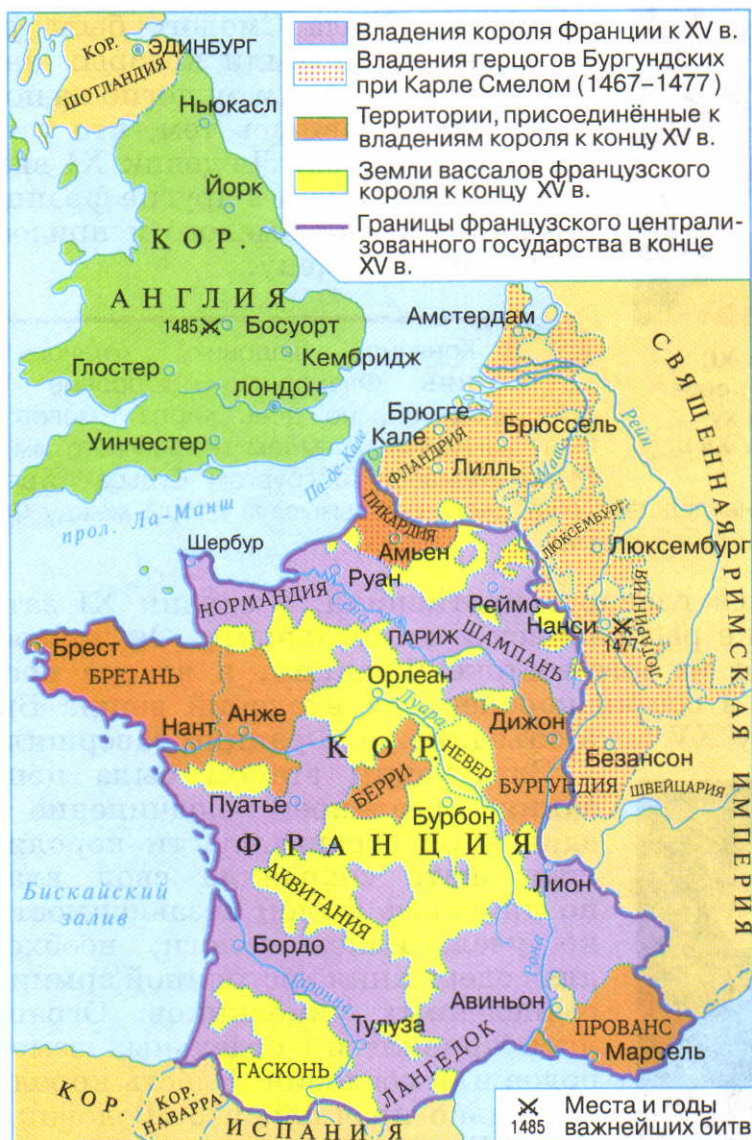 Владения короля Франции к XV в.
Владения герцогов Бургундских
при Карле Смелом (1467–1477)
Территории, присоединённые к
владениям короля к концу XV в.
Земли вассалов французского
короля к концу XV в.
Границы французского централи-
зованного государства в конце
XV в.
КОР.
ШОТЛАНДИЯ
ЭДИНБУРГ
Ньюкасл
Йорк
КОР.
АНГЛИЯ
1485
Босуорт
Кембридж
Глостер
ЛОНДОН
Уинчестер
Амстердам
СВЯЩЕННАЯ РИМСКАЯ ИМПЕРИЯ
Рейн
Брюгге
Кале
Брюссель
ФЛАНДРИЯ
Лилль
Маас
Па-де-Кале
прол. Ла-Манш
ПИКАРДИЯ
Амьен
ЛЮКСЕМБУРГ
Люксембург
Шербур
Руан
НОРМАНДИЯ
Сена
Реймс
ПАРИЖ
ШАМПАНЬ
Нанси
1477
ЛОТАРИНГИЯ
Брест
БРЕТАНЬ
Орлеан
Нант
Анже
Луара
Дижон
КОР.
НЕВЕР
БЕРРИ
БУРГУНДИЯ
Безансон
ШВЕЙЦАРИЯ
Пуатье
Бурбон
ФРАНЦИЯ
Лион
Бискайский
залив
АКВИТАНИЯ
Бордо
Гаронна
Рона
Авиньон
ПРОВАНС
Тулуза
ГАСКОНЬ
ЛАНГЕДОК
Марсель
КОР.
КОР.
НАВАРРА
ИСПАНИЯ
Места и годы
1485 важнейших битв